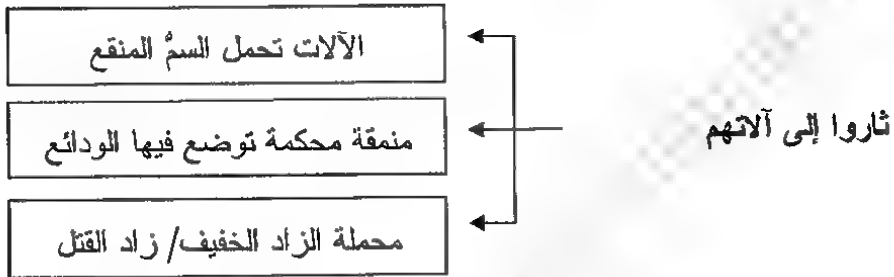 الآلات تحمل السمُّ المنقع
ثاروا إلى آلاتهم
منمقة محكمة توضع فيها الودائع
محملة الزاد الخفيف/ زاد القتل